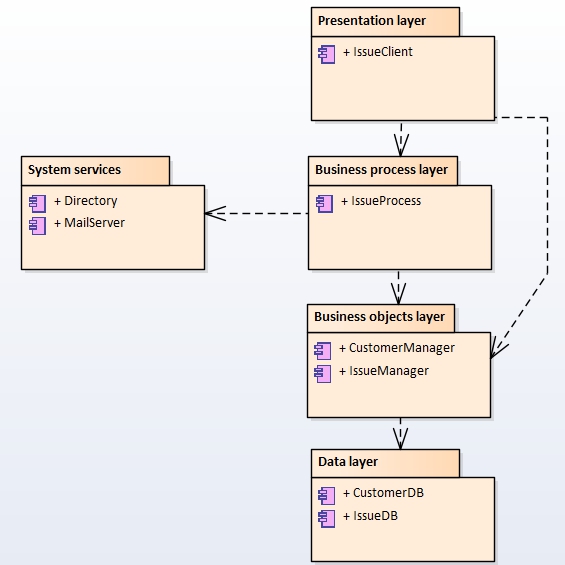 Presentation layer
+ IssueClient
System services
+ Directory
+ MailServer
Business process layer
+ IssueProcess
Business objects layer
+ CustomerManager
+ IssueManager
Data layer
+ CustomerDB
+ IssueDB